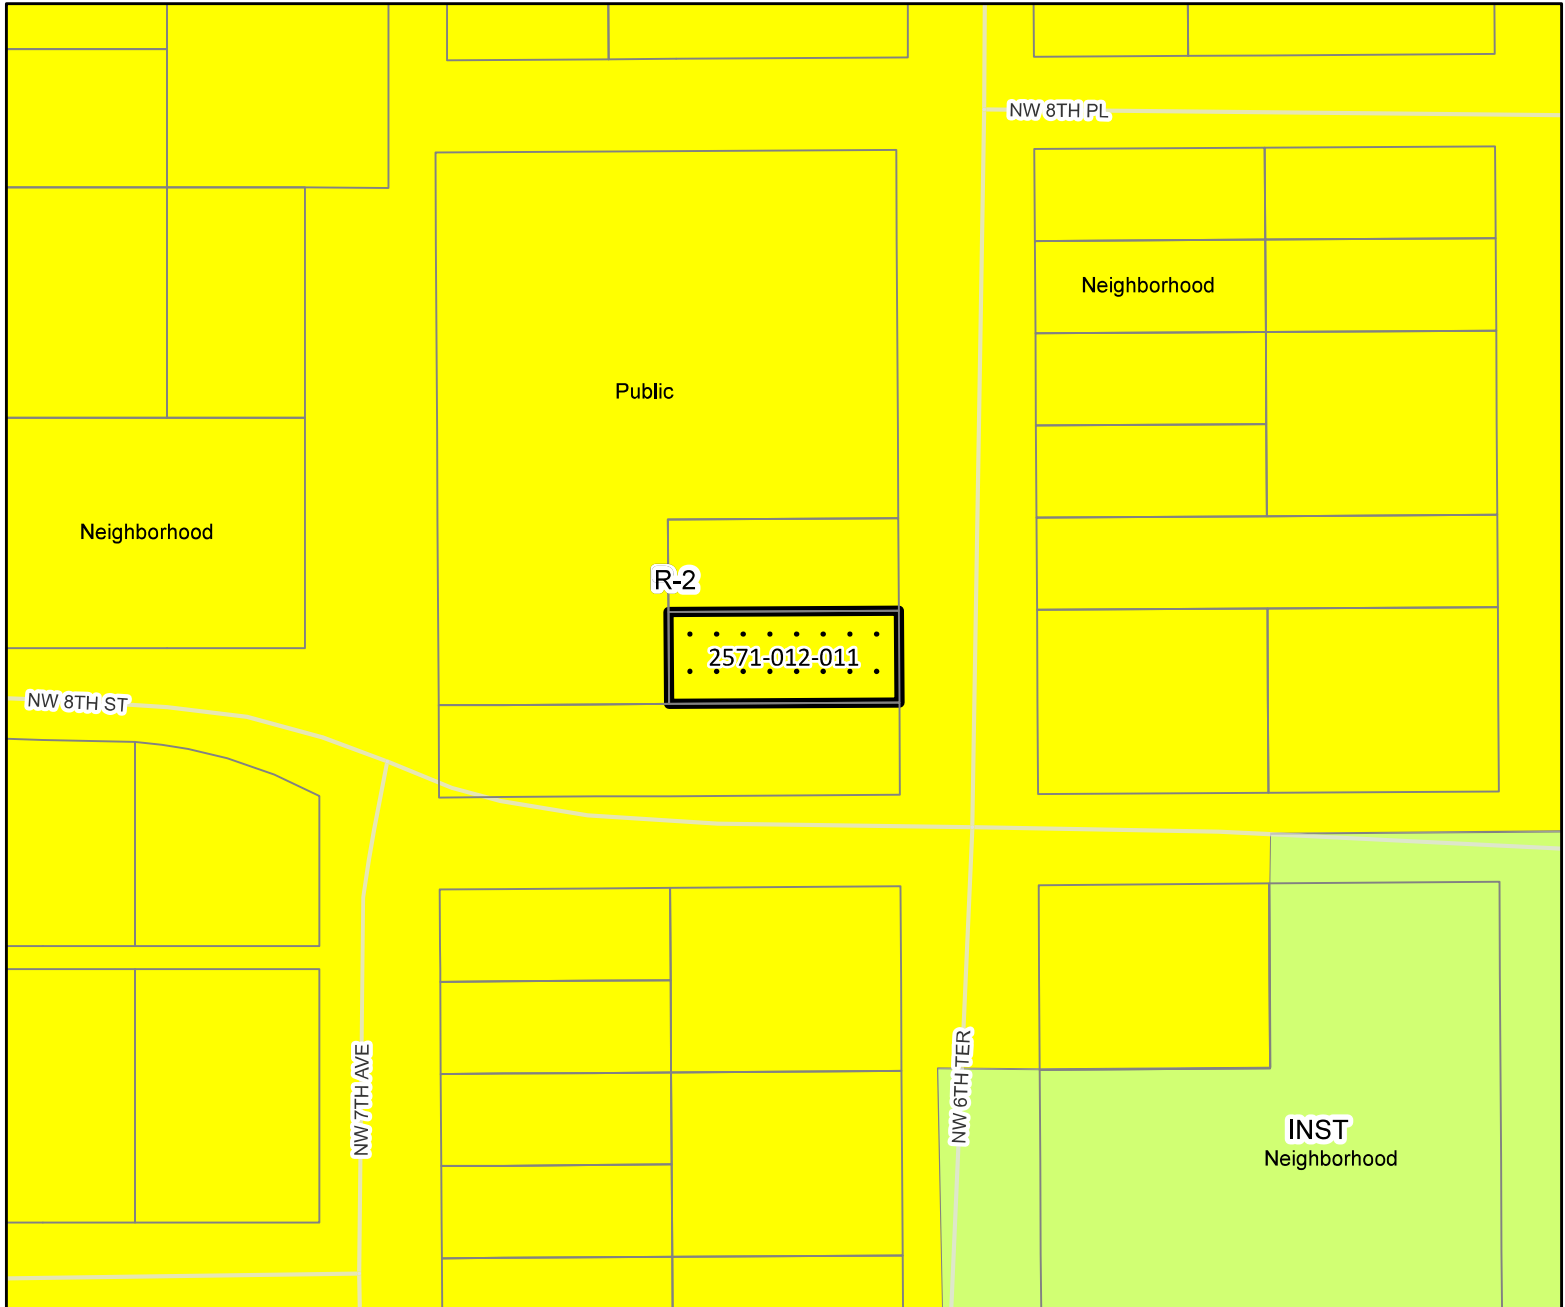 NW 8TH PL
Neighborhood
Public
Neighborhood
R-2
2571-012-011
NW 8TH ST
NW 7TH AVE
NW 6TH TER
INST
Neighborhood